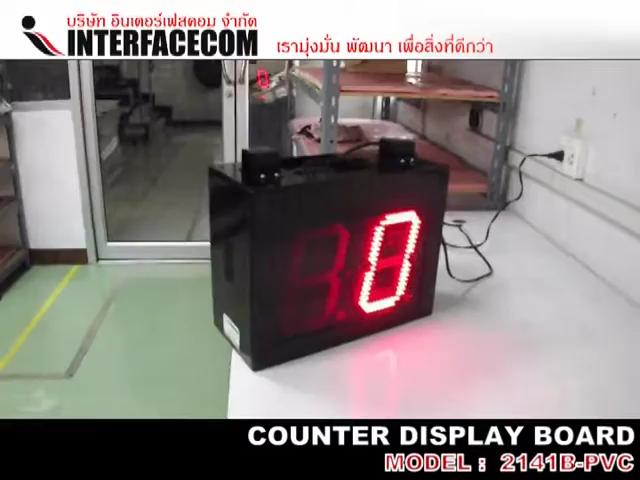 บริษัท อินเตอร์เฟสคอม จำกัด
INTERFACECOM
เรามุ่งมั่น พัฒนา เพื่อสิ่งที่ดีกว่า
0
COUNTER DISPLAY BOARD
MODEL : 2141B-PVC